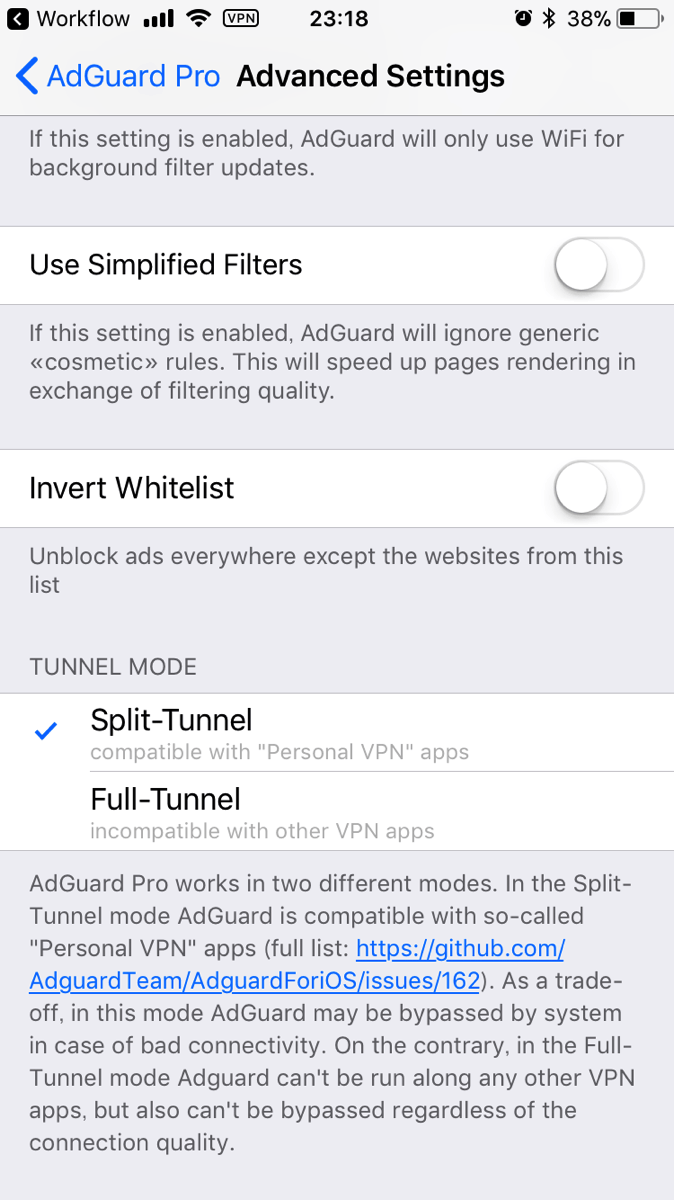 Workflow VPN 23:18 38%
AdGuard Pro Advanced Settings
If this setting is enabled, AdGuard will only use WiFi for
background filter updates.
Use Simplified Filters
If this setting is enabled, AdGuard will ignore generic
«cosmetic» rules. This will speed up pages rendering in
exchange of filtering quality.
Invert Whitelist
Unblock ads everywhere except the websites from this
list
TUNNEL MODE
Split-Tunnel
compatible with "Personal VPN" apps
Full-Tunnel
incompatible with other VPN apps
AdGuard Pro works in two different modes. In the Split-
Tunnel mode AdGuard is compatible with so-called
"Personal VPN" apps (full list: https://github.com/
AdguardTeam/AdguardForiOS/issues/162). As a trade-
off, in this mode AdGuard may be bypassed by system
in case of bad connectivity. On the contrary, in the Full-
Tunnel mode Adguard can't be run along any other VPN
apps, but also can't be bypassed regardless of the
connection quality.